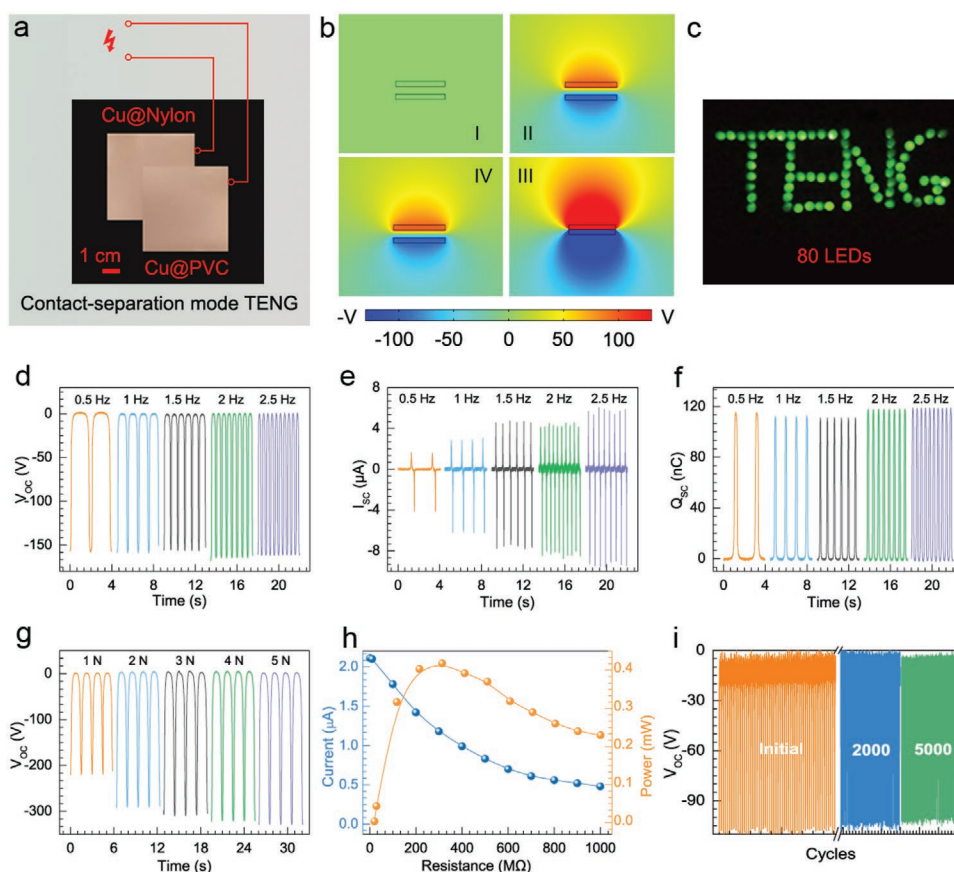 a
Cu@Nylon
1 cm
Cu@PVC
Contact-separation mode TENG
b
I
II
IV
III
-V
V
-100
-50
0
50
100
c
TENG
80 LEDs
d
0.5 Hz 1 Hz 1.5 Hz 2 Hz 2.5 Hz
0
-50
-100
-150
VOC (V)
0 4 8 12 16 20
Time (s)
e
8
0.5 Hz 1 Hz 1.5 Hz 2 Hz 2.5 Hz
4
0
-4
-8
ISC (μA)
0 4 8 12 16 20
Time (s)
f
0.5 Hz 1 Hz 1.5 Hz 2 Hz 2.5 Hz
120
80
40
0
QSC (nC)
0 4 8 12 16 20
Time (s)
g
1 N 2 N 3 N 4 N 5 N
0
-100
-200
-300
VOC (V)
0 6 12 18 24 30
Time (s)
h
2.0
1.5
1.0
0.5
0.0
Current (μA)
0.4
0.3
0.2
0.1
0.0
Power (mW)
0 200 400 600 800 1000
Resistance (MΩ)
i
0
-30
-60
-90
VOC (V)
Initial
2000
5000
Cycles